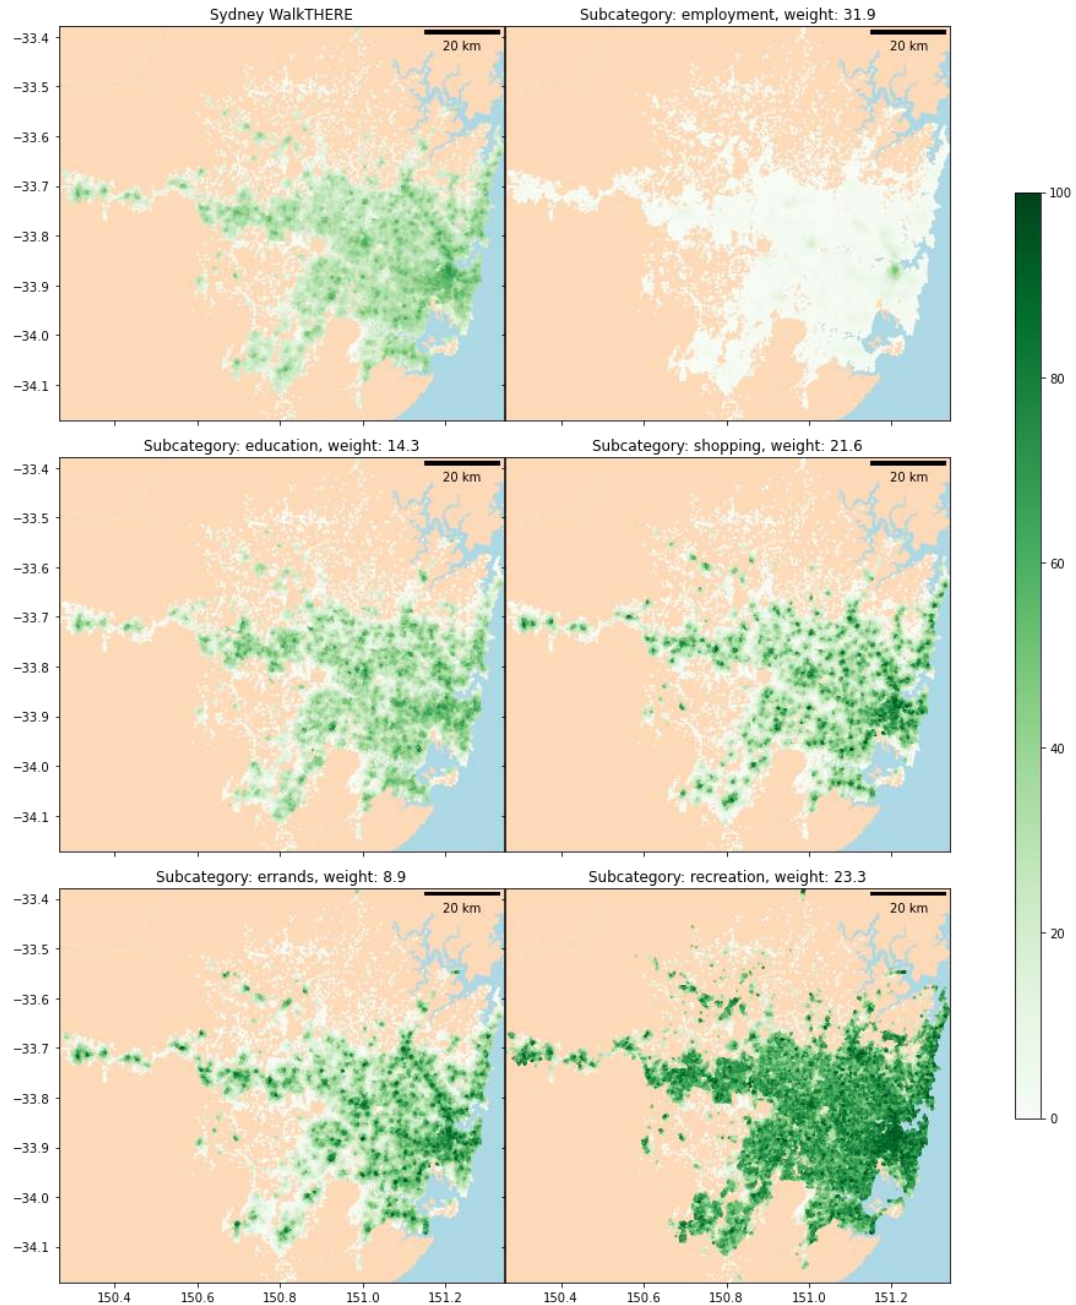 Sydney WalkTHERE
Subcategory: employment, weight: 31.9
20 km
20 km
−33.4
−33.5
−33.6
−33.7
−33.8
−33.9
−34.0
−34.1
100
80
60
40
20
0
Subcategory: education, weight: 14.3
Subcategory: shopping, weight: 21.6
20 km
20 km
−33.4
−33.5
−33.6
−33.7
−33.8
−33.9
−34.0
−34.1
Subcategory: errands, weight: 8.9
Subcategory: recreation, weight: 23.3
20 km
20 km
−33.4
−33.5
−33.6
−33.7
−33.8
−33.9
−34.0
−34.1
150.4 150.6 150.8 151.0 151.2
150.4 150.6 150.8 151.0 151.2